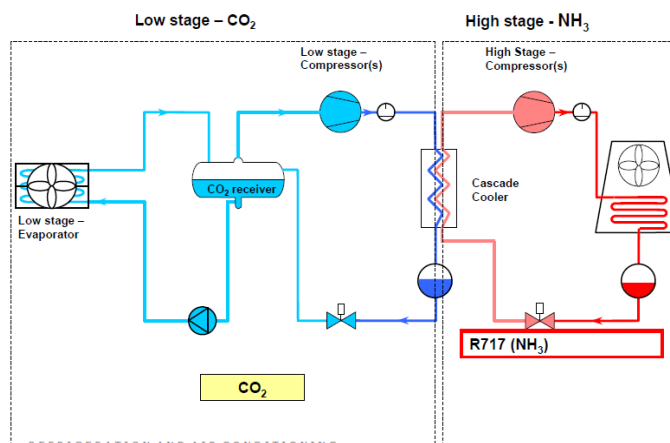 Low stage – CO₂
High stage - NH₃
Low stage –
Compressor(s)
High Stage –
Compressor(s)
CO₂ receiver
Cascade
Cooler
Low stage –
Evaporator
R717 (NH₃)
CO₂